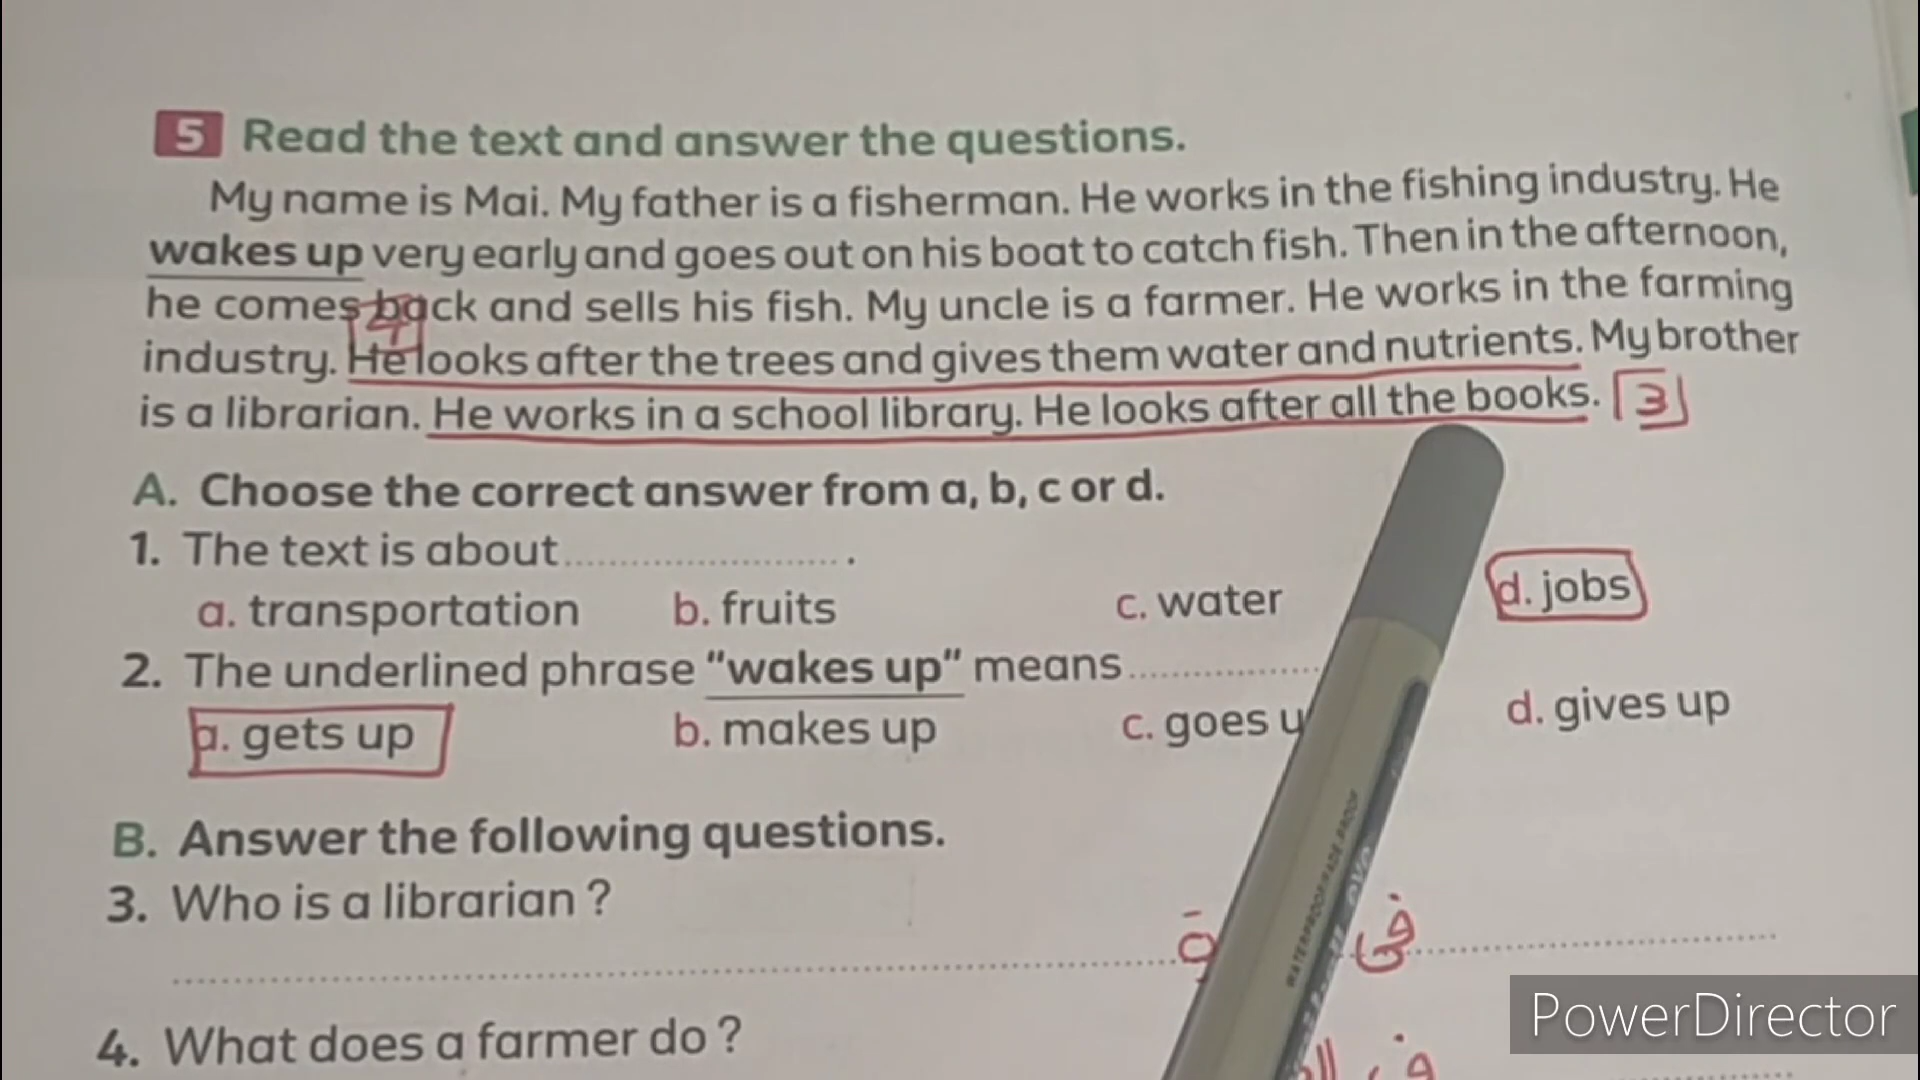 5 Read the text and answer the questions.
My name is Mai. My father is a fisherman. He works in the fishing industry. He
wakes up very early and goes out on his boat to catch fish. Then in the afternoon,
he comes back and sells his fish. My uncle is a farmer. He works in the farming
4
industry. He looks after the trees and gives them water and nutrients. My brother
is a librarian. He works in a school library. He looks after all the books. 3
A. Choose the correct answer from a, b, c or d.
1. The text is about ...................... .
a. transportation b. fruits c. water d. jobs
2. The underlined phrase "wakes up" means ................
a. gets up b. makes up c. goes u d. gives up
B. Answer the following questions.
3. Who is a librarian ?
فى
4. What does a farmer do ?
WATERPROOF/FADE PROOF
PowerDirector